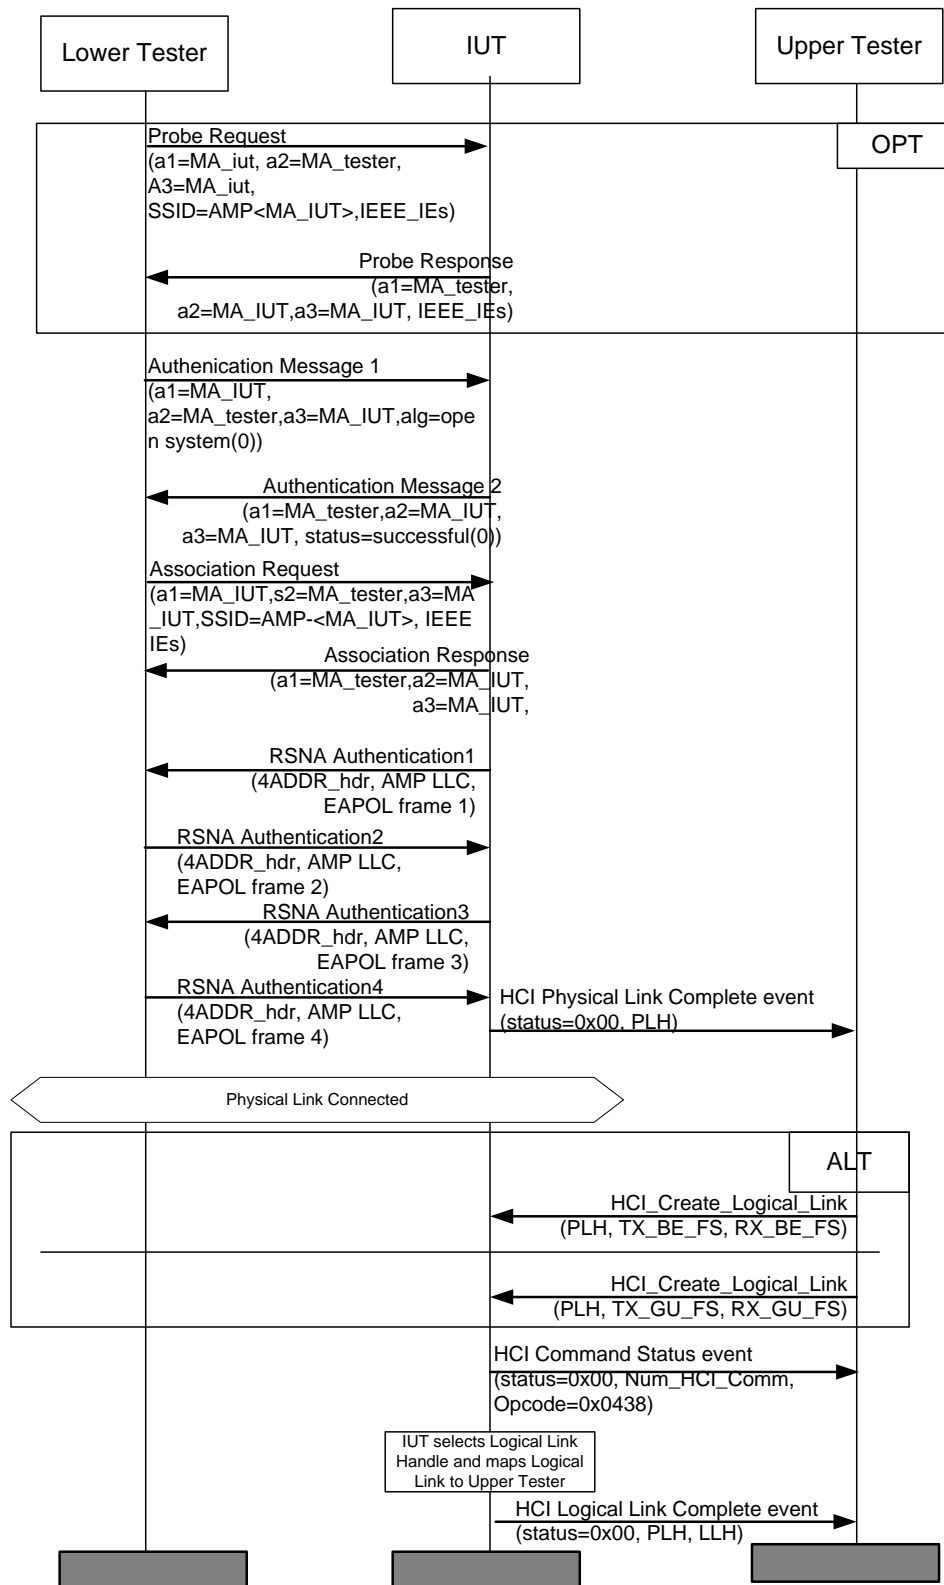 Lower Tester
IUT
Upper Tester
OPT
Probe Request
(a1=MA_iut, a2=MA_tester,
A3=MA_iut,
SSID=AMP<MA_IUT>,IEEE_IEs)
Probe Response
(a1=MA_tester,
a2=MA_IUT,a3=MA_IUT, IEEE_IEs)
Authenication Message 1
(a1=MA_IUT,
a2=MA_tester,a3=MA_IUT,alg=ope
n system(0))
Authentication Message 2
(a1=MA_tester,a2=MA_IUT,
a3=MA_IUT, status=successful(0))
Association Request
(a1=MA_IUT,s2=MA_tester,a3=MA
_IUT,SSID=AMP-<MA_IUT>, IEEE
IEs)
Association Response
(a1=MA_tester,a2=MA_IUT,
a3=MA_IUT,
RSNA Authentication1
(4ADDR_hdr, AMP LLC,
EAPOL frame 1)
RSNA Authentication2
(4ADDR_hdr, AMP LLC,
EAPOL frame 2)
RSNA Authentication3
(4ADDR_hdr, AMP LLC,
EAPOL frame 3)
RSNA Authentication4
(4ADDR_hdr, AMP LLC,
EAPOL frame 4)
HCI Physical Link Complete event
(status=0x00, PLH)
Physical Link Connected
ALT
HCI_Create_Logical_Link
(PLH, TX_BE_FS, RX_BE_FS)
HCI_Create_Logical_Link
(PLH, TX_GU_FS, RX_GU_FS)
HCI Command Status event
(status=0x00, Num_HCI_Comm,
Opcode=0x0438)
IUT selects Logical Link
Handle and maps Logical
Link to Upper Tester
HCI Logical Link Complete event
(status=0x00, PLH, LLH)